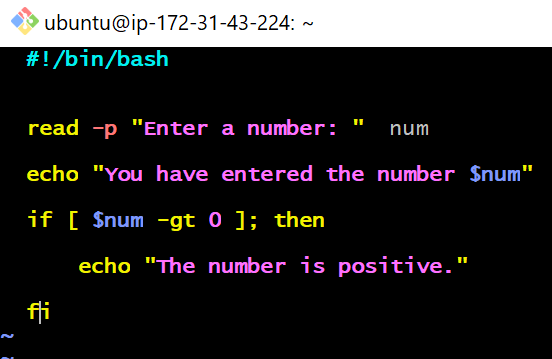 ubuntu@ip-172-31-43-224: ~
#!/bin/bash
read -p "Enter a number: "  num
echo "You have entered the number $num"
if [ $num -gt 0 ]; then
    echo "The number is positive."
fi
~
~